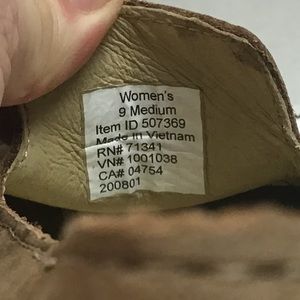 Women's
9 Medium
Item ID 507369
Made in Vietnam
RN# 71341
VN# 1001038
CA# 04754
200801